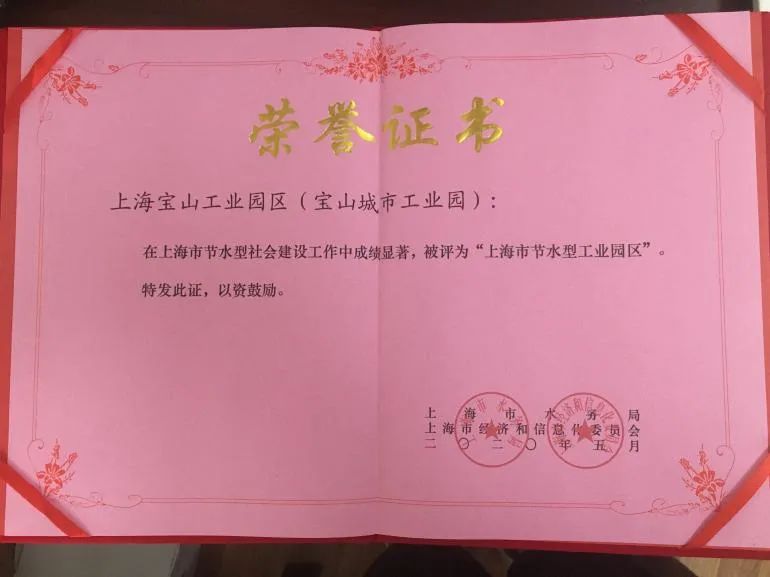 荣誉证书
上海宝山工业园区（宝山城市工业园）：
在上海市节水型社会建设工作中成绩显著，被评为“上海市节水型工业园区”。
特发此证，以资鼓励。
上海市水务局
上海市经济和信息化委员会
二〇二〇年五月